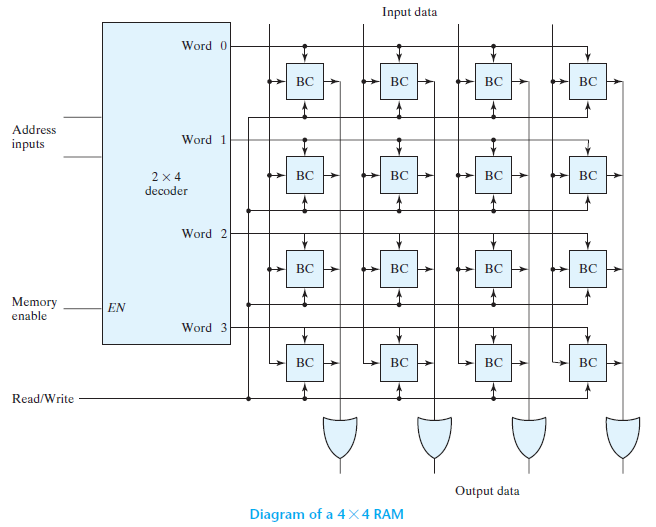 Input data
Word 0
BC BC BC BC
Address
inputs
Word 1
2 × 4
decoder
BC BC BC BC
Word 2
BC BC BC BC
Memory
enable
EN
Word 3
BC BC BC BC
Read/Write
Output data
Diagram of a 4 × 4 RAM